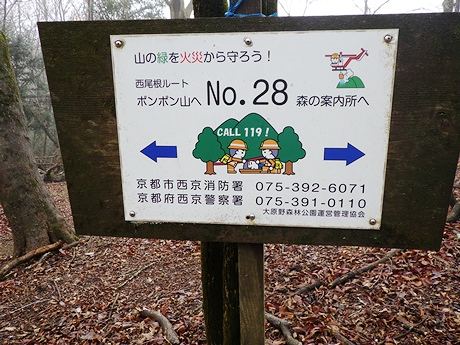 山の緑を火災から守ろう！
西尾根ルート
ポンポン山へ No.28 森の案内所へ
CALL 119!
京都市西京消防署 075-392-6071
京都府西京警察署 075-391-0110
大原野森林公園運営管理協会